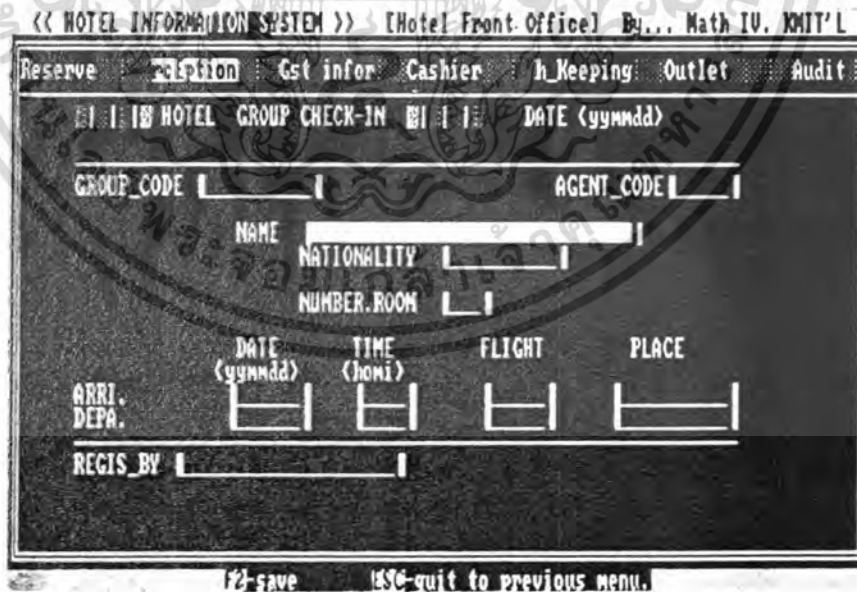 << HOTEL INFORMATION SYSTEM >> [Hotel Front Office] By... Math IV. KMIT'L
Reserve Gst infor Cashier h_Keeping Outlet Audit
HOTEL GROUP CHECK-IN DATE (yymmdd)
GROUP_CODE AGENT_CODE
NAME
NATIONALITY
NUMBER.ROOM
DATE TIME FLIGHT PLACE
(yymmdd) (homi)
ARRI.
DEPA.
REGIS_BY
F2-save ESC-quit to previous menu.